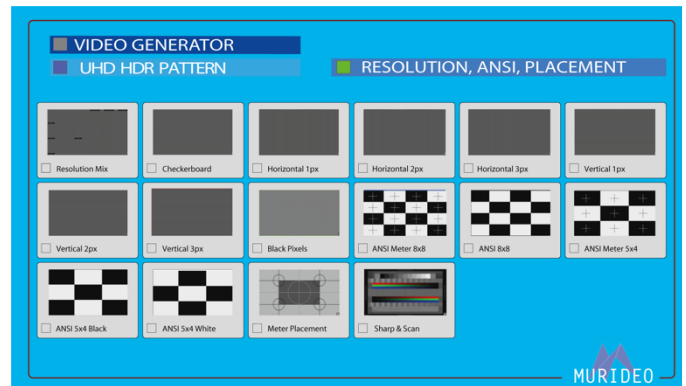 VIDEO GENERATOR
UHD HDR PATTERN
RESOLUTION, ANSI, PLACEMENT
Resolution Mix
Checkerboard
Horizontal 1px
Horizontal 2px
Horizontal 3px
Vertical 1px
Vertical 2px
Vertical 3px
Black Pixels
ANSI Meter 8x8
ANSI 8x8
ANSI Meter 5x4
ANSI 5x4 Black
ANSI 5x4 White
Meter Placement
Sharp & Scan
MURIDEO